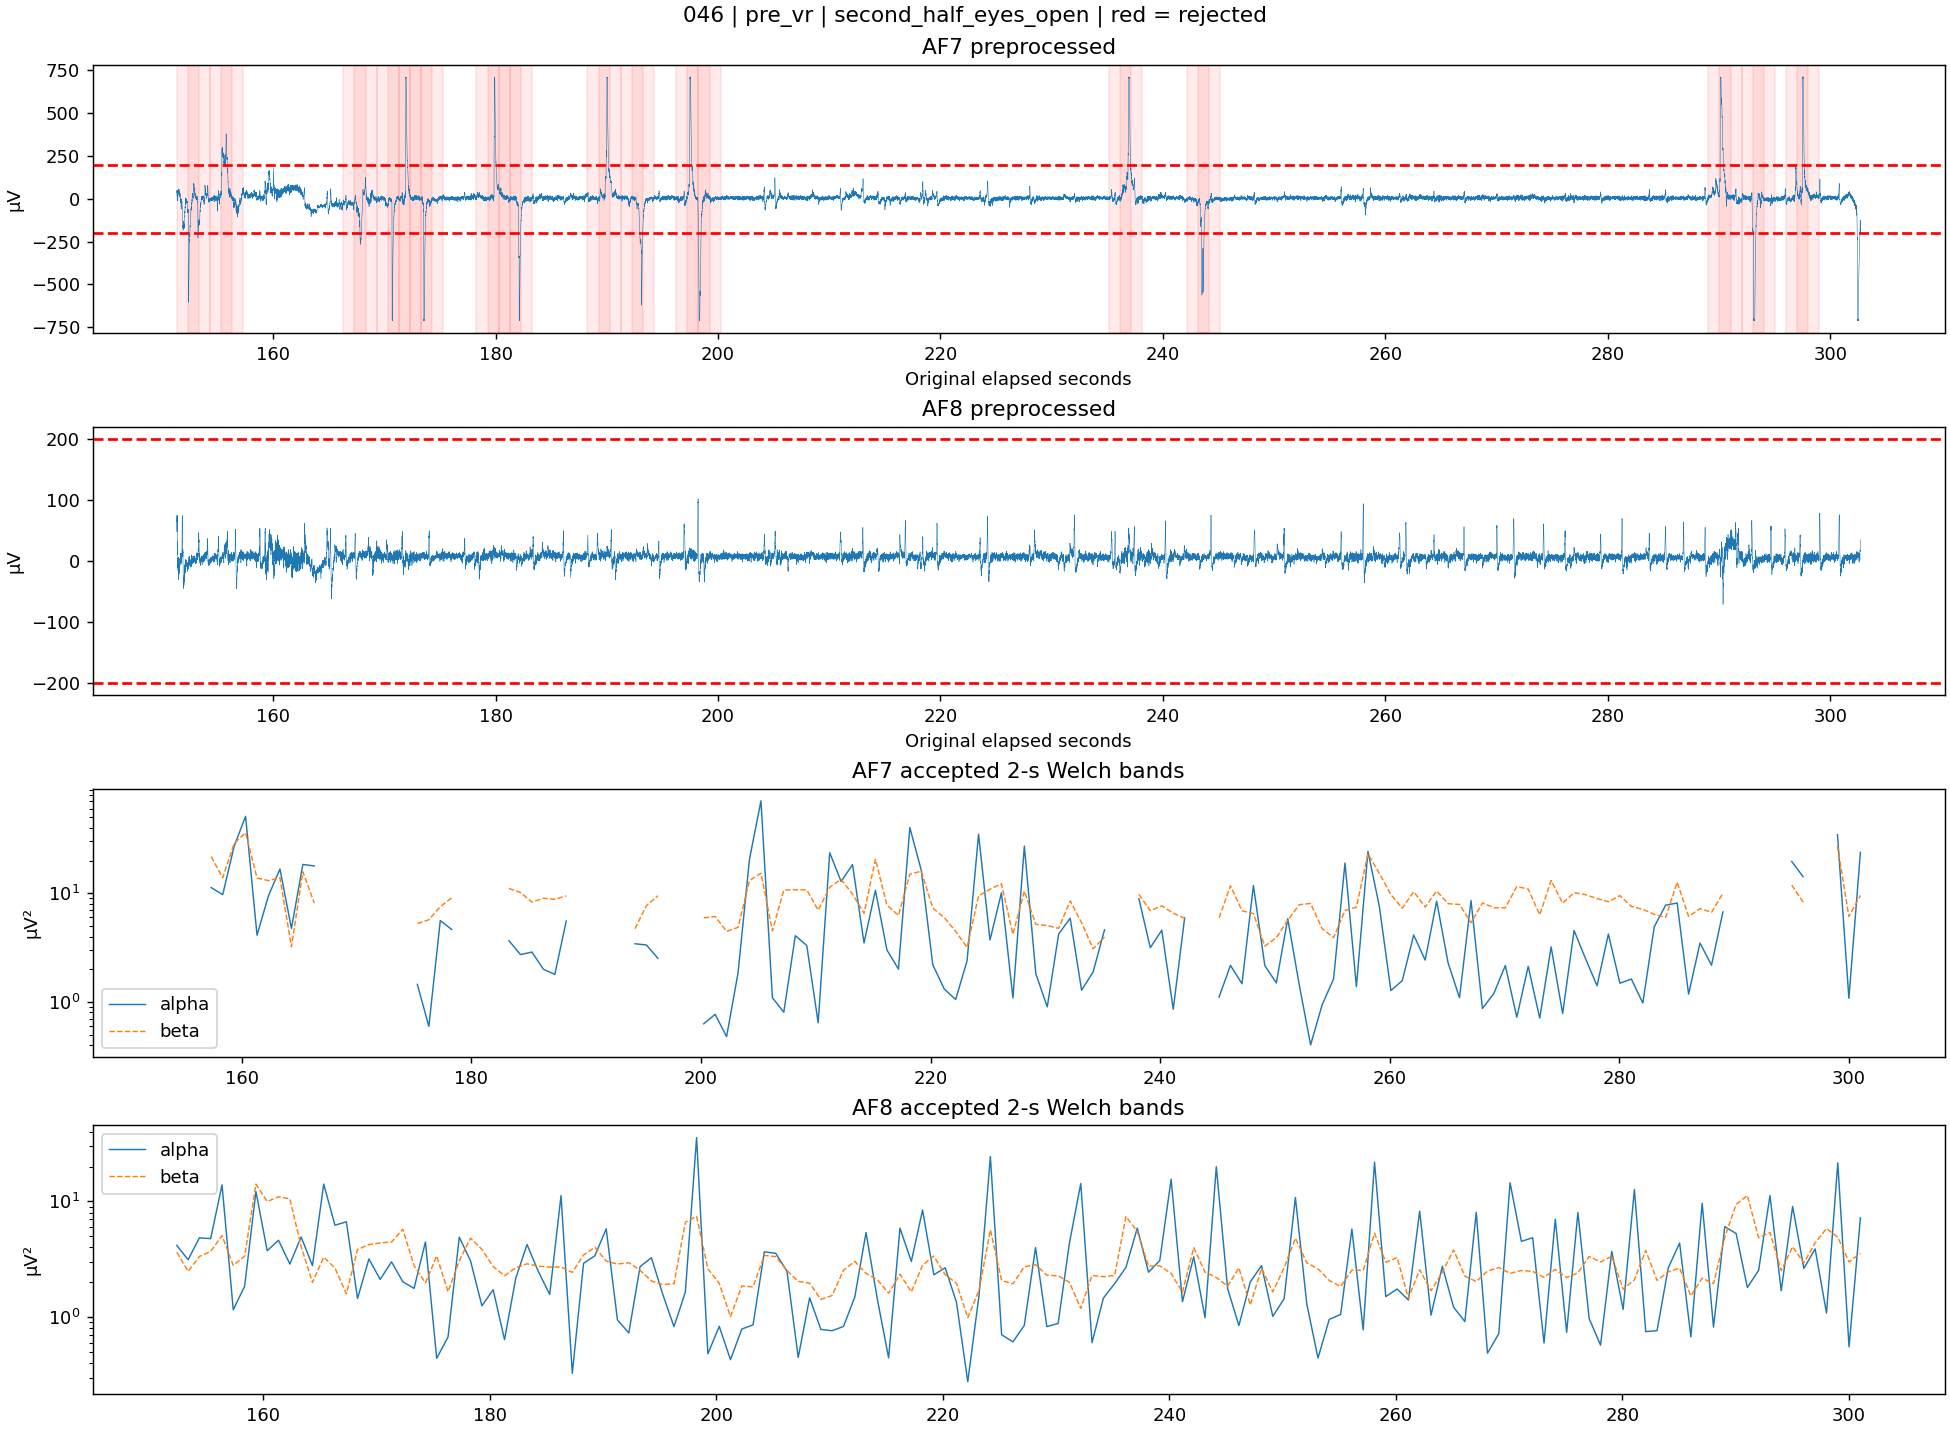 046 | pre_vr | second_half_eyes_open | red = rejected
AF7 preprocessed
750
500
250
0
−250
−500
−750
µV
160 180 200 220 240 260 280 300
Original elapsed seconds
AF8 preprocessed
200
100
0
−100
−200
µV
160 180 200 220 240 260 280 300
Original elapsed seconds
AF7 accepted 2-s Welch bands
10¹
10⁰
µV²
alpha
beta
160 180 200 220 240 260 280 300
AF8 accepted 2-s Welch bands
alpha
beta
10¹
10⁰
µV²
160 180 200 220 240 260 280 300